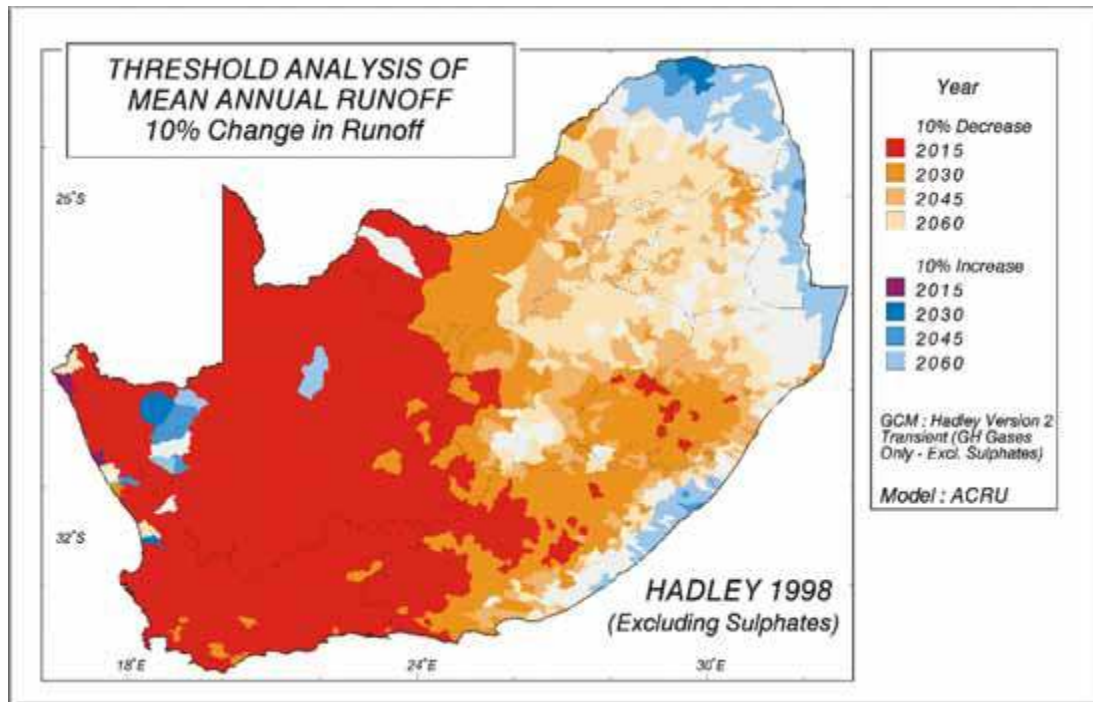 THRESHOLD ANALYSIS OF
MEAN ANNUAL RUNOFF
10% Change in Runoff
Year
10% Decrease
2015
2030
2045
2060
10% Increase
2015
2030
2045
2060
GCM : Hadley Version 2
Transient (GH Gases
Only - Excl. Sulphates)
Model : ACRU
26°S
32°S
HADLEY 1998
(Excluding Sulphates)
18°E
24°E
30°E